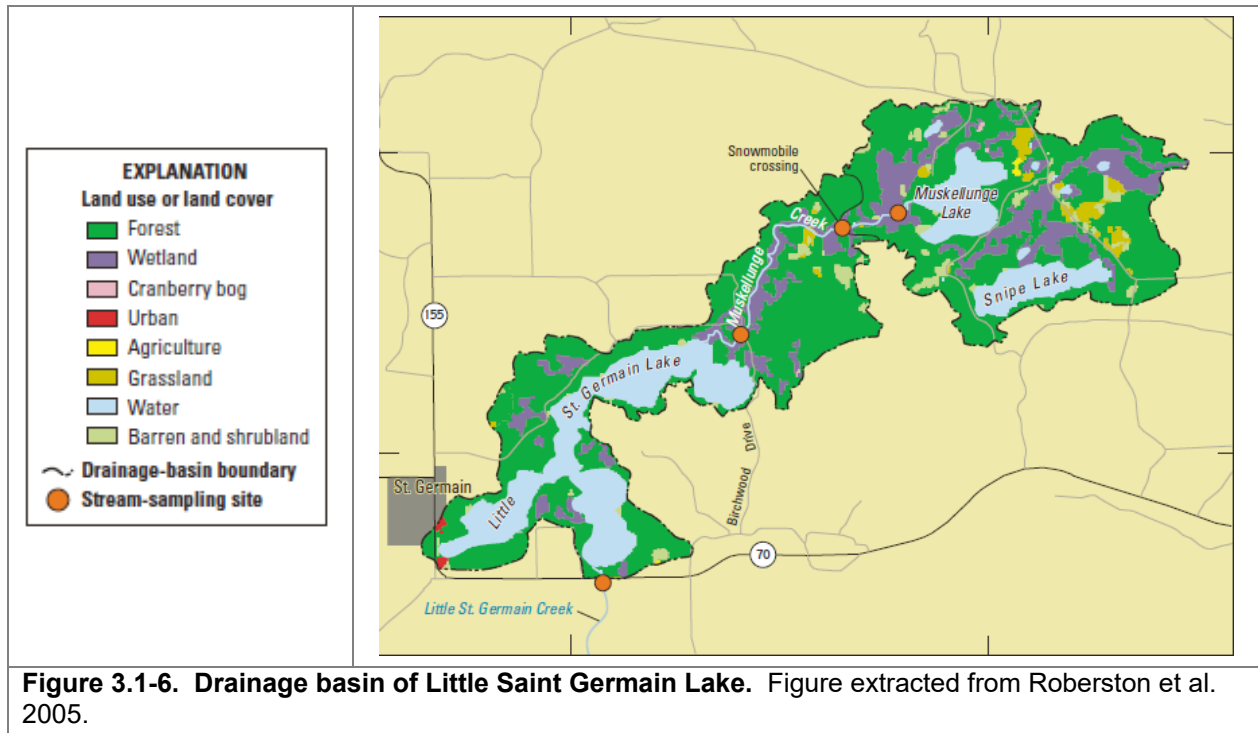 EXPLANATION
Land use or land cover
Forest
Wetland
Cranberry bog
Urban
Agriculture
Grassland
Water
Barren and shrubland
Drainage-basin boundary
Stream-sampling site
Snowmobile
crossing
Muskellunge
Lake
Creek
Muskellunge
Snipe Lake
155
St. Germain Lake
Little
St. Germain
Birchwood Drive
70
Little St. Germain Creek
Figure 3.1-6. Drainage basin of Little Saint Germain Lake. Figure extracted from Roberston et al.
2005.